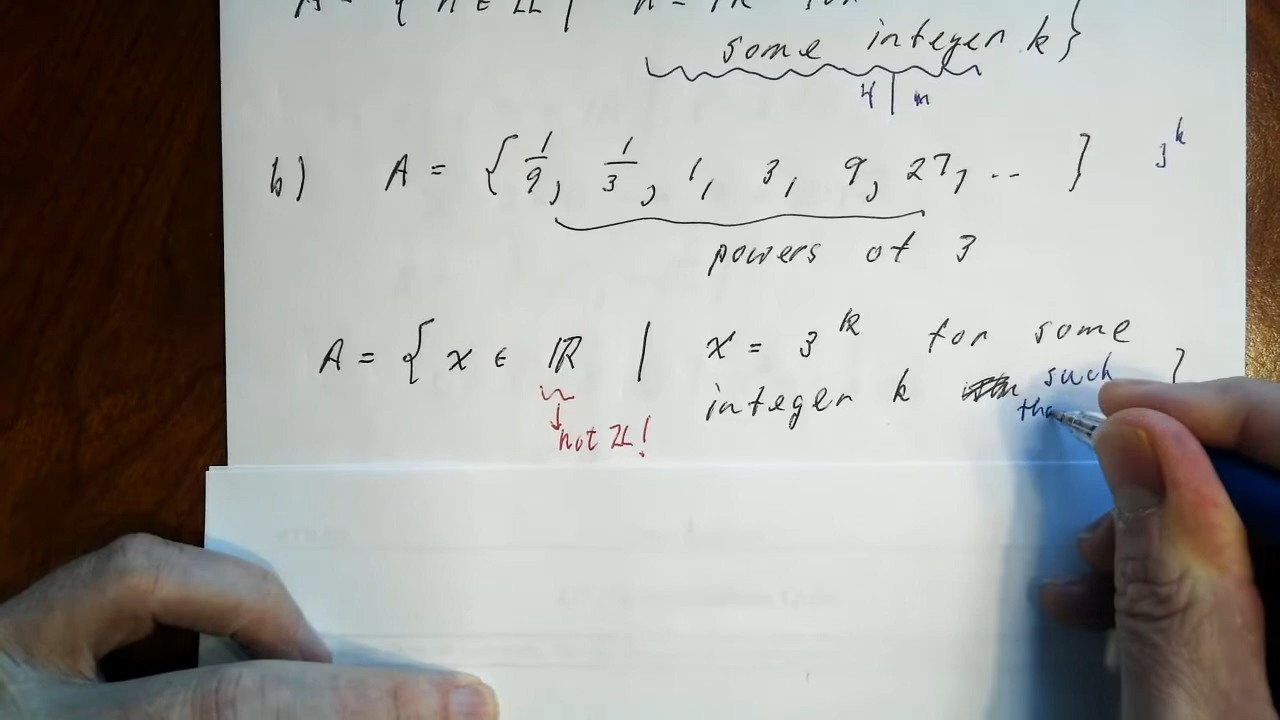 some integer k}
4 | m
b) A = { 1/9, 1/3, 1, 3, 9, 27, .. } 3^k
powers of 3
A = { x ∈ ℝ | x = 3^k for some
integer k such }
that
not ℤ!